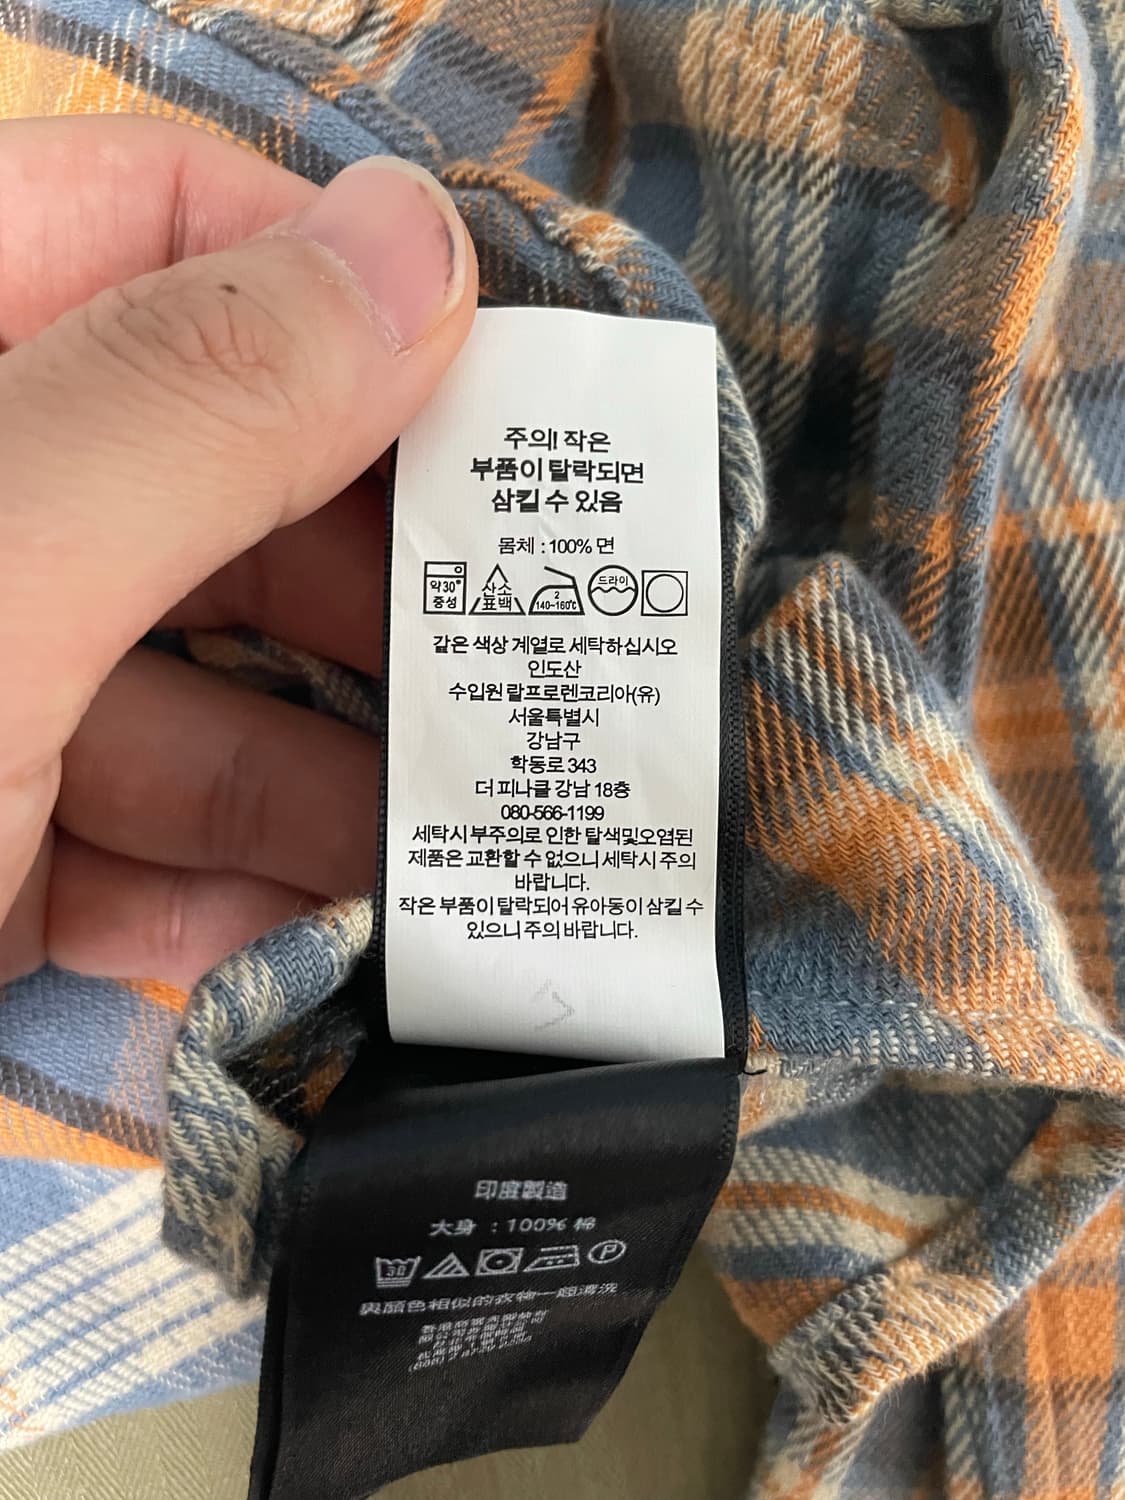 주의! 작은
부품이 탈락되면
삼킬 수 있음
몸체 : 100% 면
약30°
중성
산소
표백
2
140~160℃
드라이
같은 색상 계열로 세탁하십시오
인도산
수입원 랄프로렌코리아(유)
서울특별시
강남구
학동로 343
더 피나클 강남 18층
080-566-1199
세탁시 부주의로 인한 탈색및오염된
제품은 교환할 수 없으니 세탁시 주의
바랍니다.
작은 부품이 탈락되어 유아동이 삼킬 수
있으니 주의 바랍니다.
印度製造
大身 : 100% 棉
30
P
與顏色相似的衣物一起清洗